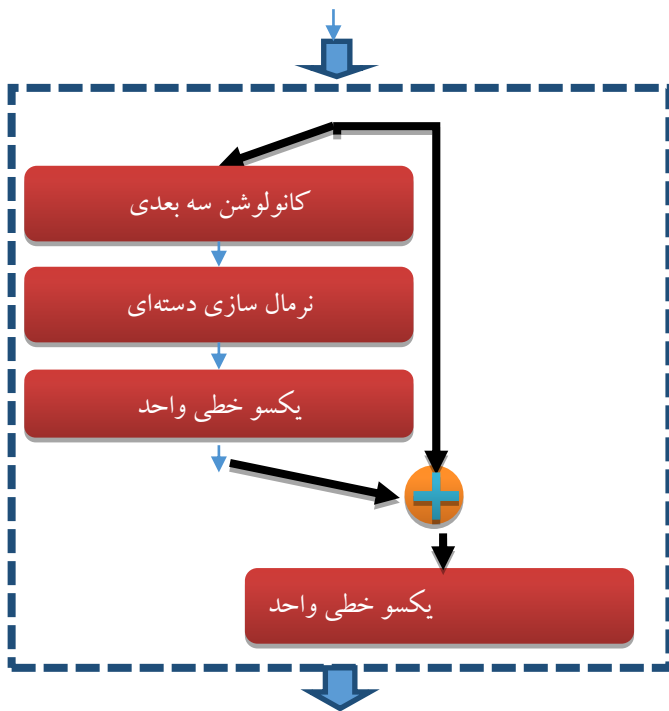 کانولوشن سه بعدی
نرمال سازی دسته‌ای
یکسو خطی واحد
یکسو خطی واحد